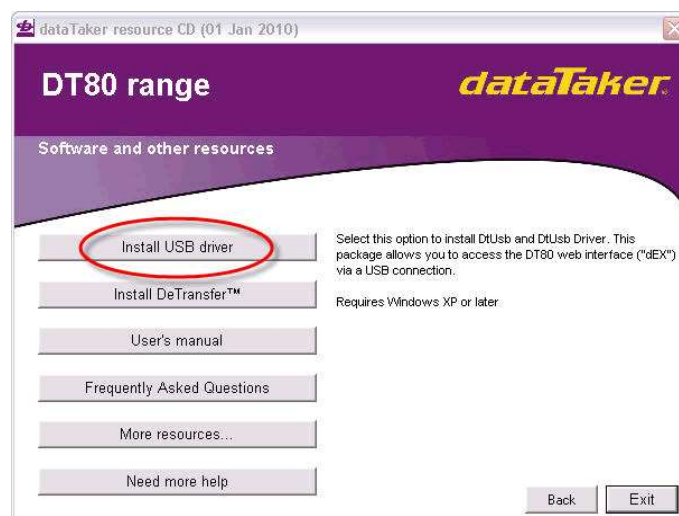 dataTaker resource CD (01 Jan 2010)
DT80 range
dataTaker
Software and other resources
Install USB driver
Select this option to install DtUsb and DtUsb Driver. This
package allows you to access the DT80 web interface ("dEX")
via a USB connection.
Requires Windows XP or later
Install DeTransfer™
User's manual
Frequently Asked Questions
More resources...
Need more help
Back
Exit